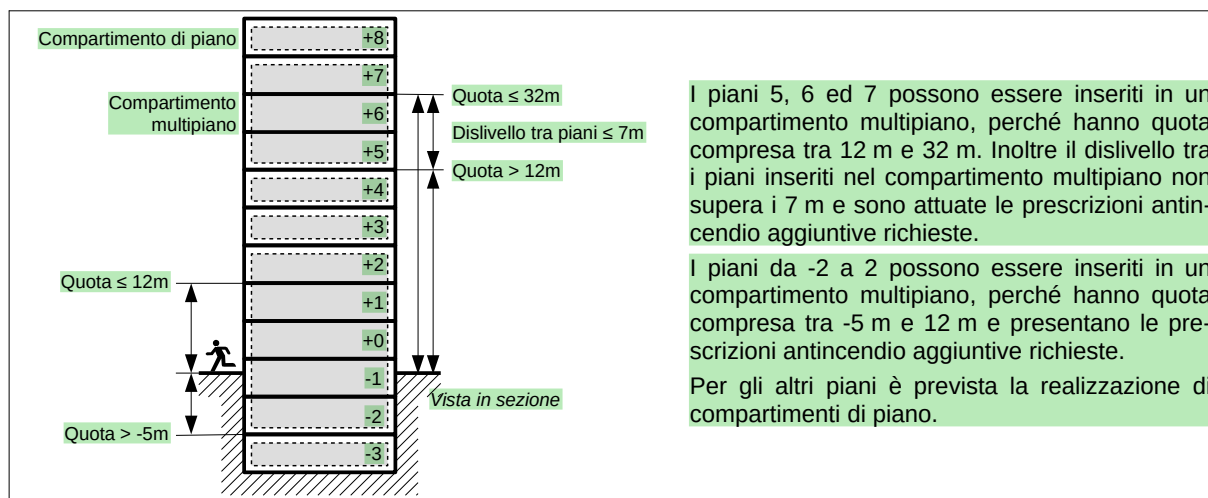 Compartimento di piano
Compartimento
multipiano
Quota ≤ 12m
Quota > -5m
+8
+7
+6
+5
+4
+3
+2
+1
+0
-1
-2
-3
Quota ≤ 32m
Dislivello tra piani ≤ 7m
Quota > 12m
Vista in sezione
I piani 5, 6 ed 7 possono essere inseriti in un
compartimento multipiano, perché hanno quota
compresa tra 12 m e 32 m. Inoltre il dislivello tra
i piani inseriti nel compartimento multipiano non
supera i 7 m e sono attuate le prescrizioni antin-
cendio aggiuntive richieste.
I piani da -2 a 2 possono essere inseriti in un
compartimento multipiano, perché hanno quota
compresa tra -5 m e 12 m e presentano le pre-
scrizioni antincendio aggiuntive richieste.
Per gli altri piani è prevista la realizzazione di
compartimenti di piano.